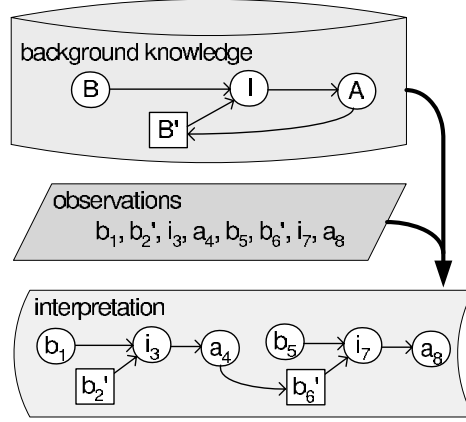 background knowledge
B I A
B'
observations
b₁, b₂', i₃, a₄, b₅, b₆', i₇, a₈
interpretation
b₁ i₃ a₄ b₅ i₇ a₈
b₂' b₆'